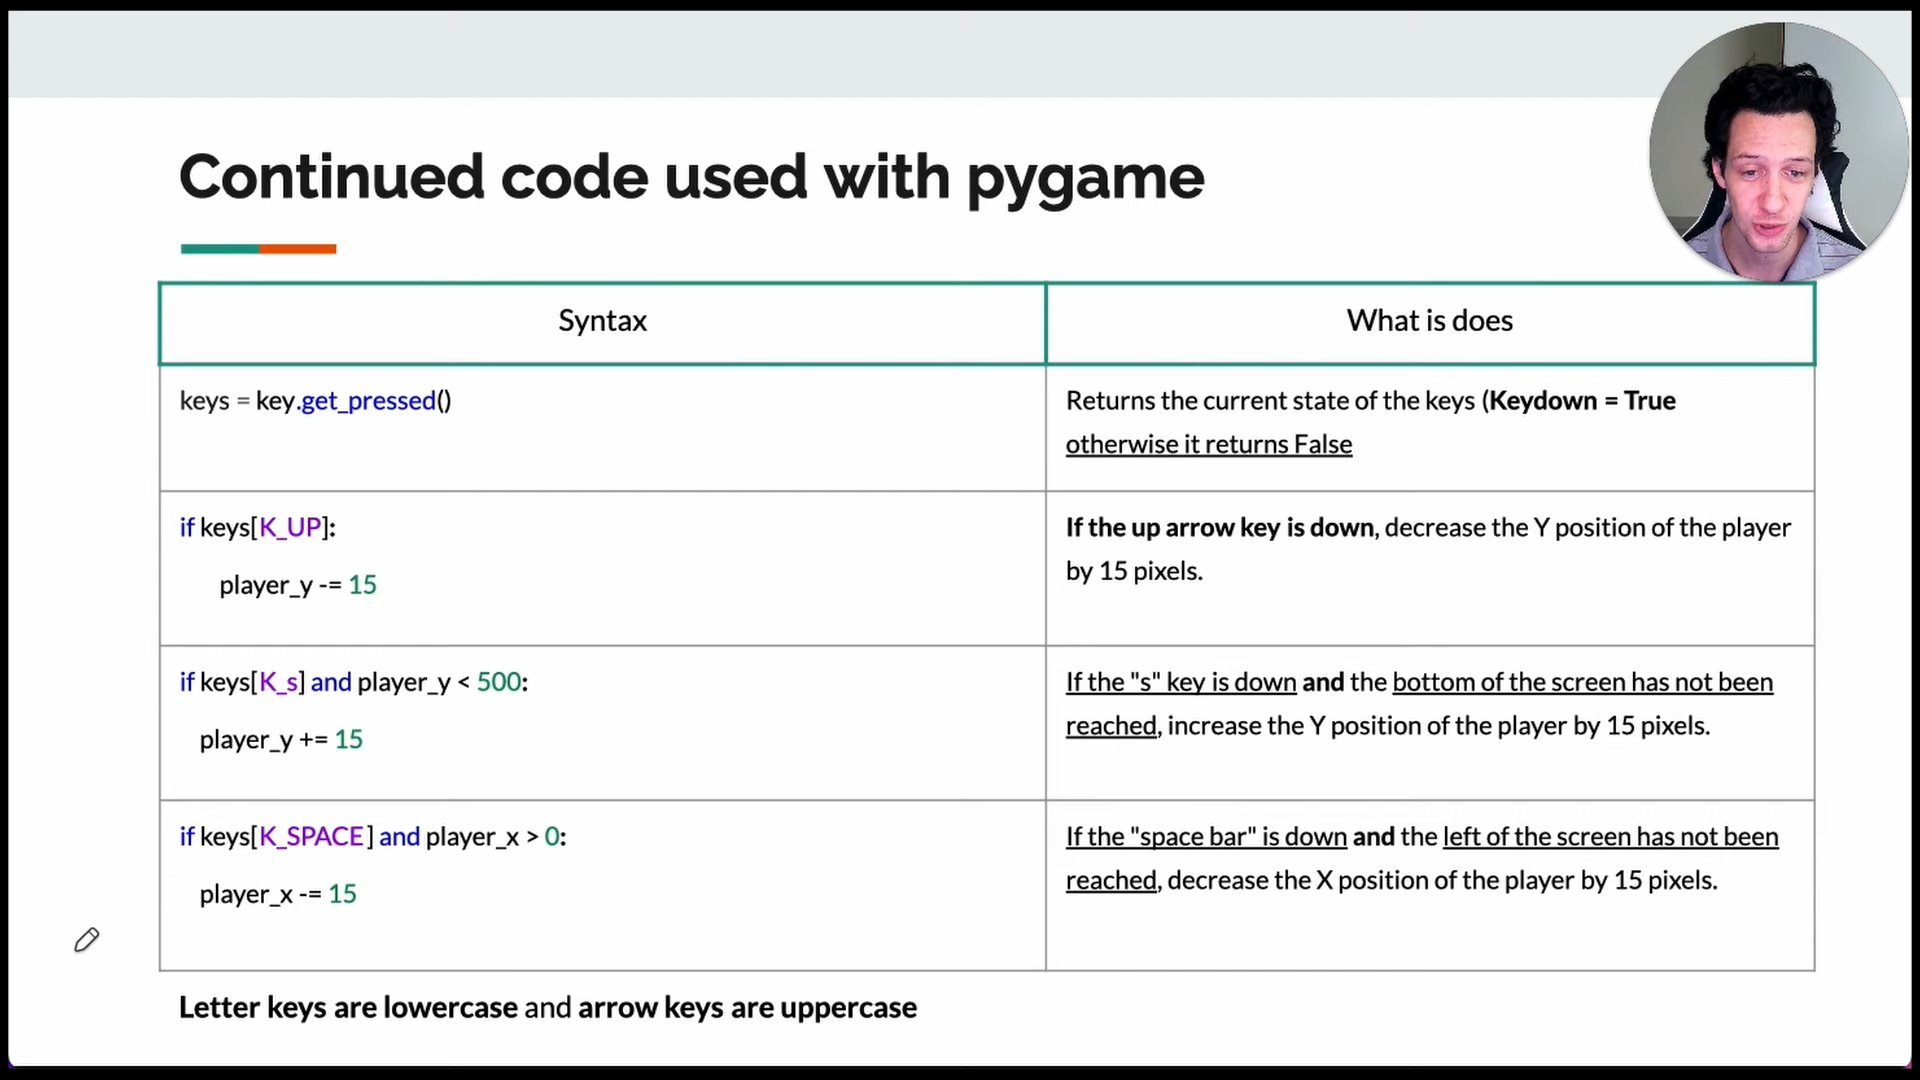 Continued code used with pygame
Syntax
What is does
keys = key.get_pressed()
Returns the current state of the keys (Keydown = True
otherwise it returns False
if keys[K_UP]:
player_y -= 15
If the up arrow key is down, decrease the Y position of the player
by 15 pixels.
if keys[K_s] and player_y < 500:
player_y += 15
If the "s" key is down and the bottom of the screen has not been
reached, increase the Y position of the player by 15 pixels.
if keys[K_SPACE] and player_x > 0:
player_x -= 15
If the "space bar" is down and the left of the screen has not been
reached, decrease the X position of the player by 15 pixels.
Letter keys are lowercase and arrow keys are uppercase